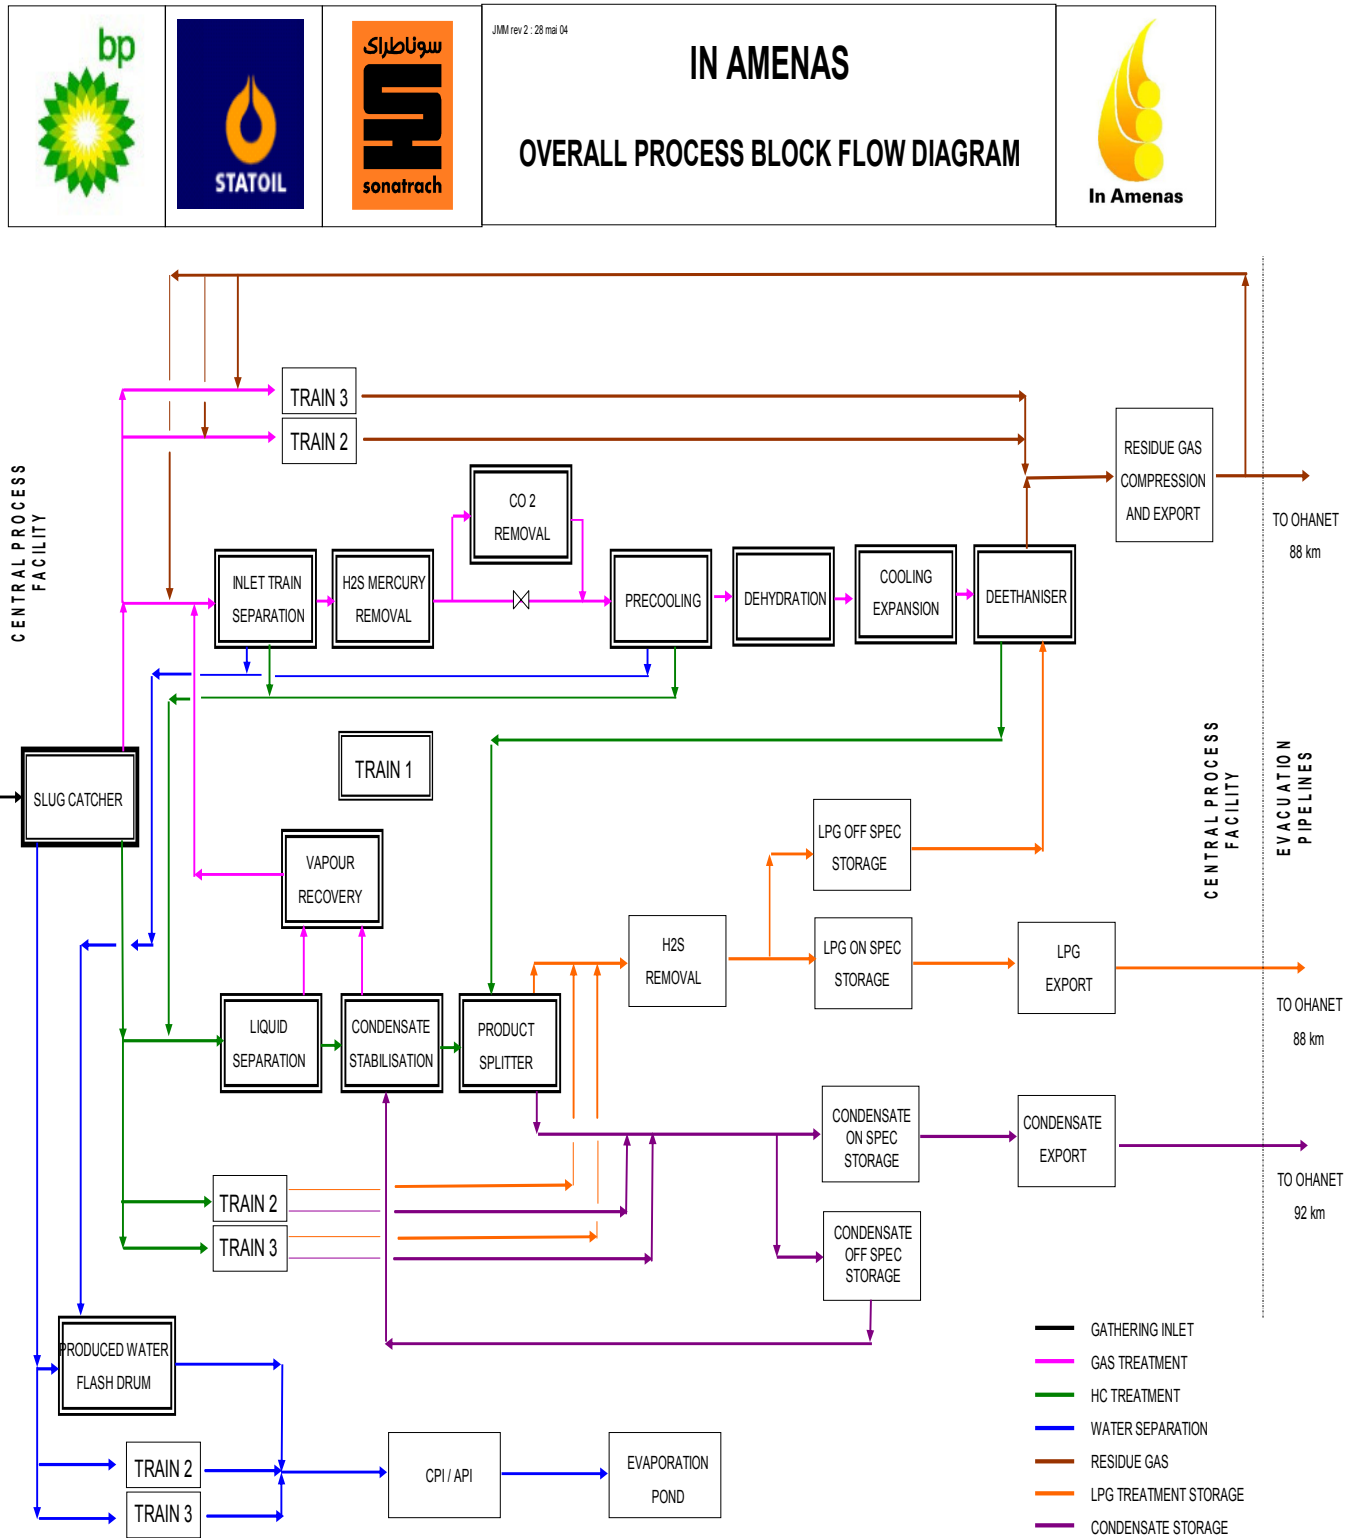 bp
STATOIL
سوناطراك
sonatrach
JMM rev 2 : 28 mai 04
IN AMENAS
OVERALL PROCESS BLOCK FLOW DIAGRAM
In Amenas
TRAIN 3
TRAIN 2
RESIDUE GAS
COMPRESSION
AND EXPORT
CENTRAL PROCESS
FACILITY
CO 2
REMOVAL
TO OHANET
88 km
INLET TRAIN
SEPARATION
H2S MERCURY
REMOVAL
PRECOOLING
DEHYDRATION
COOLING
EXPANSION
DEETHANISER
TRAIN 1
SLUG CATCHER
CENTRAL PROCESS
FACILITY
EVACUATION
PIPELINES
VAPOUR
RECOVERY
LPG OFF SPEC
STORAGE
H2S
REMOVAL
LPG ON SPEC
STORAGE
LPG
EXPORT
TO OHANET
88 km
LIQUID
SEPARATION
CONDENSATE
STABILISATION
PRODUCT
SPLITTER
CONDENSATE
ON SPEC
STORAGE
CONDENSATE
EXPORT
TO OHANET
92 km
TRAIN 2
TRAIN 3
CONDENSATE
OFF SPEC
STORAGE
PRODUCED WATER
FLASH DRUM
TRAIN 2
TRAIN 3
CPI / API
EVAPORATION
POND
GATHERING INLET
GAS TREATMENT
HC TREATMENT
WATER SEPARATION
RESIDUE GAS
LPG TREATMENT STORAGE
CONDENSATE STORAGE